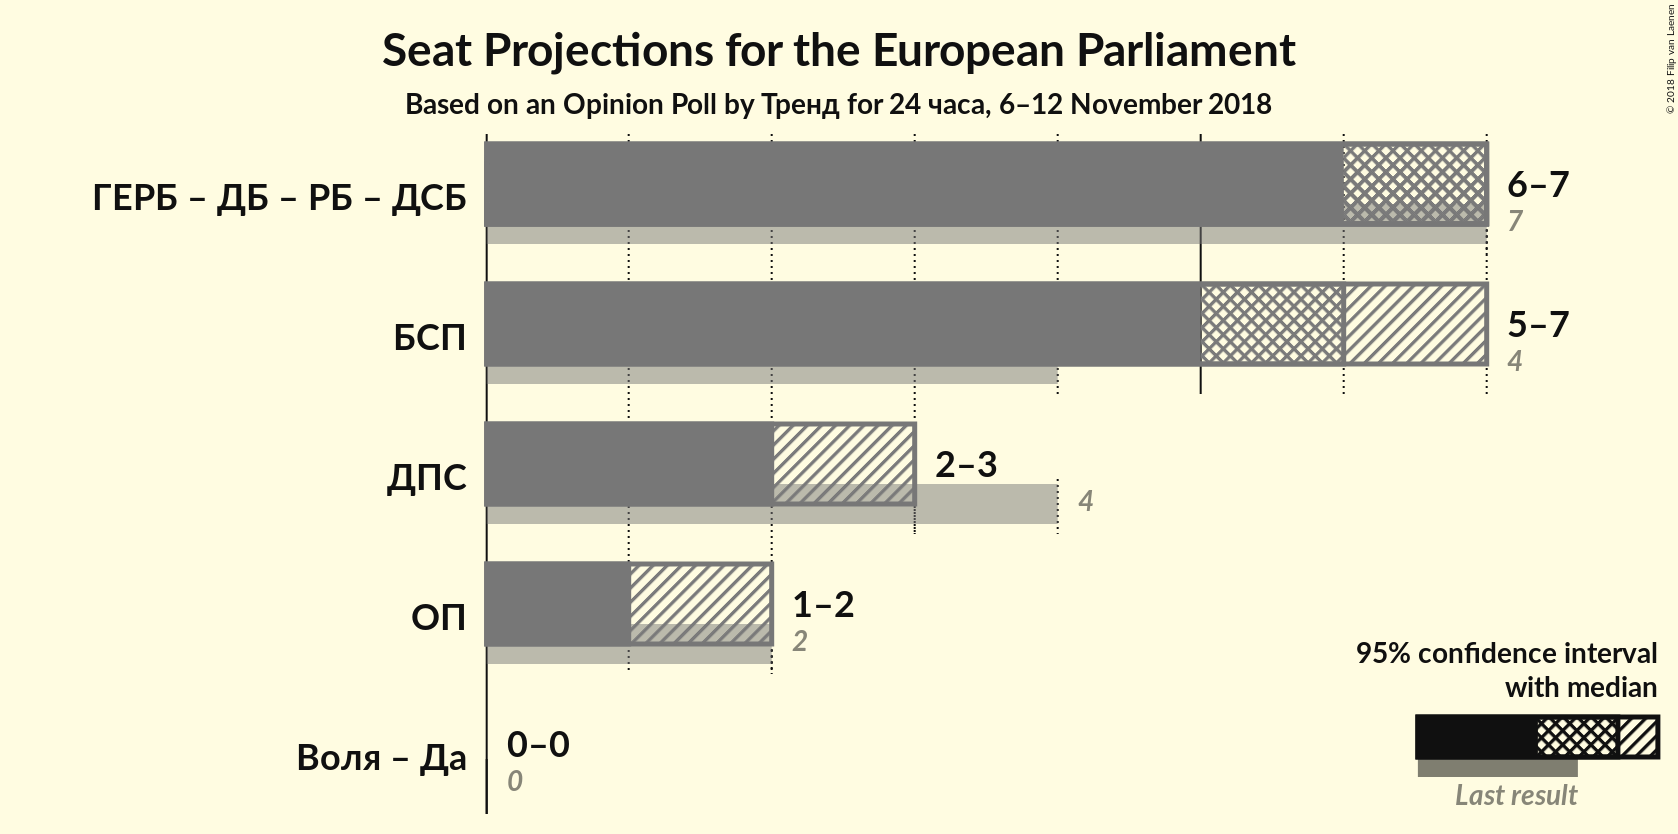 Seat Projections for the European Parliament
Based on an Opinion Poll by Тренд for 24 часа, 6–12 November 2018
© 2018 Filip van Laenen
ГЕРБ – ДБ – РБ – ДСБ
6–7
7
БСП
5–7
4
ДПС
2–3
4
ОП
1–2
2
Воля – Да
0–0
0
95% confidence interval
with median
Last result